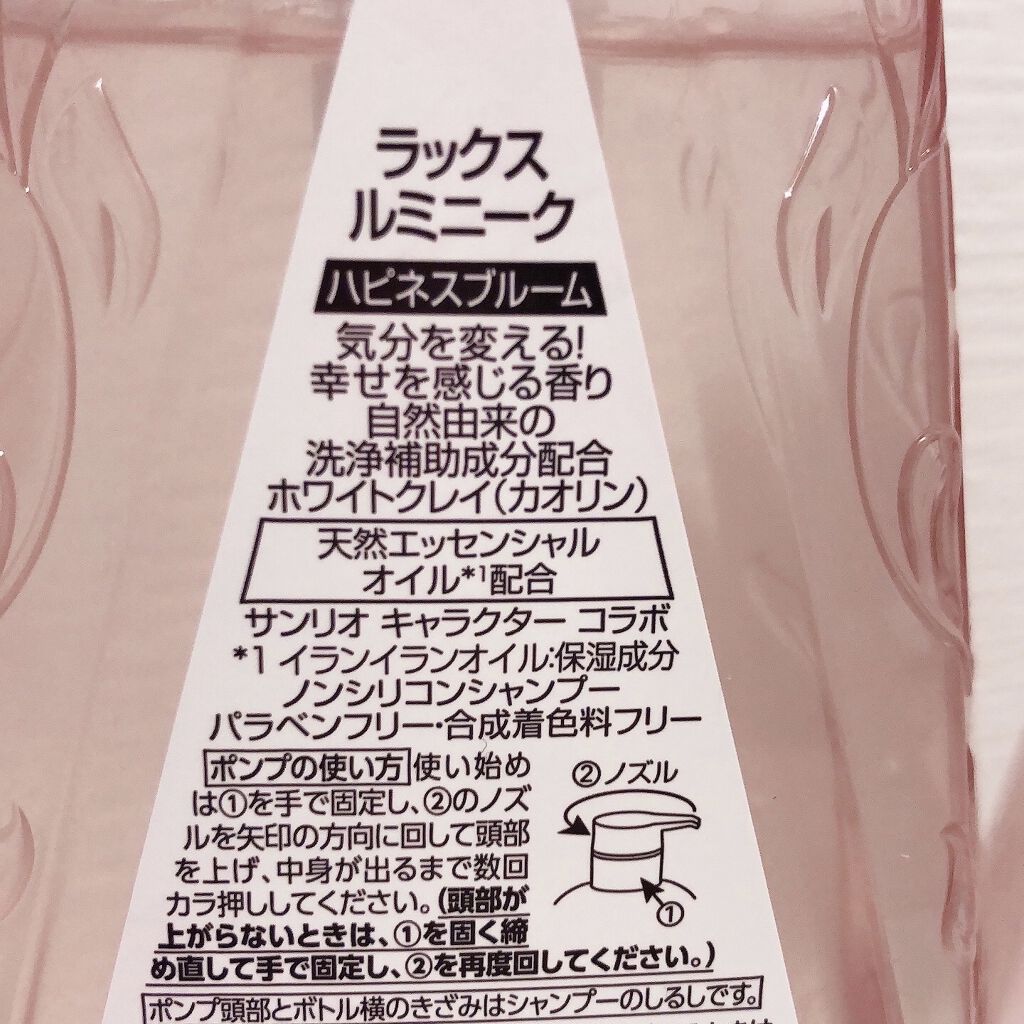 ラックス
ルミニーク
ハピネスブルーム
気分を変える!
幸せを感じる香り
自然由来の
洗浄補助成分配合
ホワイトクレイ(カオリン)
天然エッセンシャル
オイル*1配合
サンリオ キャラクター コラボ
*1 イランイランオイル:保湿成分
ノンシリコンシャンプー
パラベンフリー・合成着色料フリー
ポンプの使い方 使い始め
は①を手で固定し、②のノズ
ルを矢印の方向に回して頭部
を上げ、中身が出るまで数回
カラ押ししてください。(頭部が
上がらないときは、①を固く締
め直して手で固定し、②を再度回してください。)
②ノズル
①
ポンプ頭部とボトル横のきざみはシャンプーのしるしです。